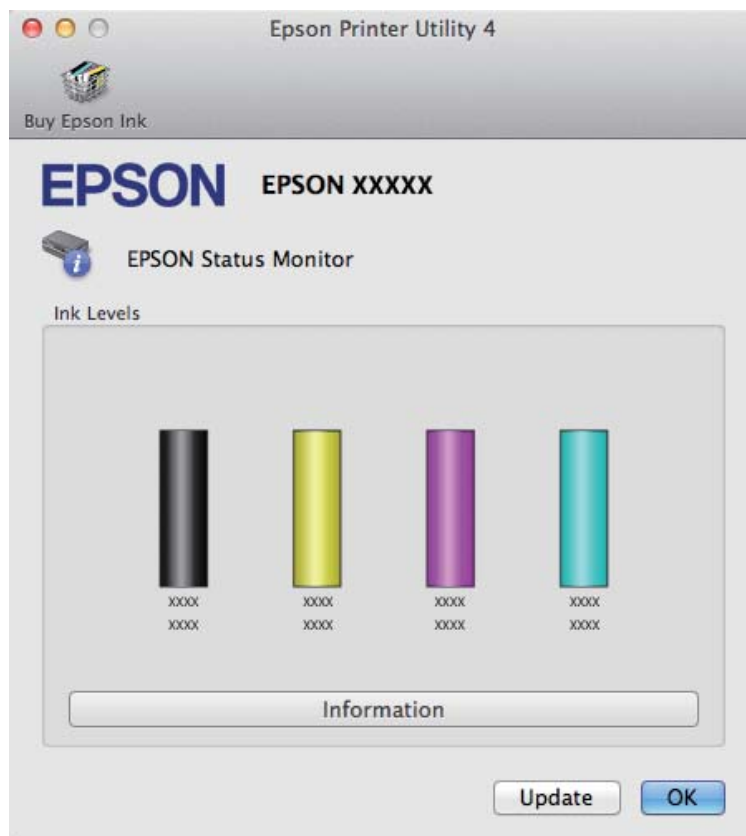 Epson Printer Utility 4
Buy Epson Ink
EPSON EPSON XXXXX
EPSON Status Monitor
Ink Levels
xxxx xxxx xxxx xxxx
xxxx xxxx xxxx xxxx
Information
Update OK